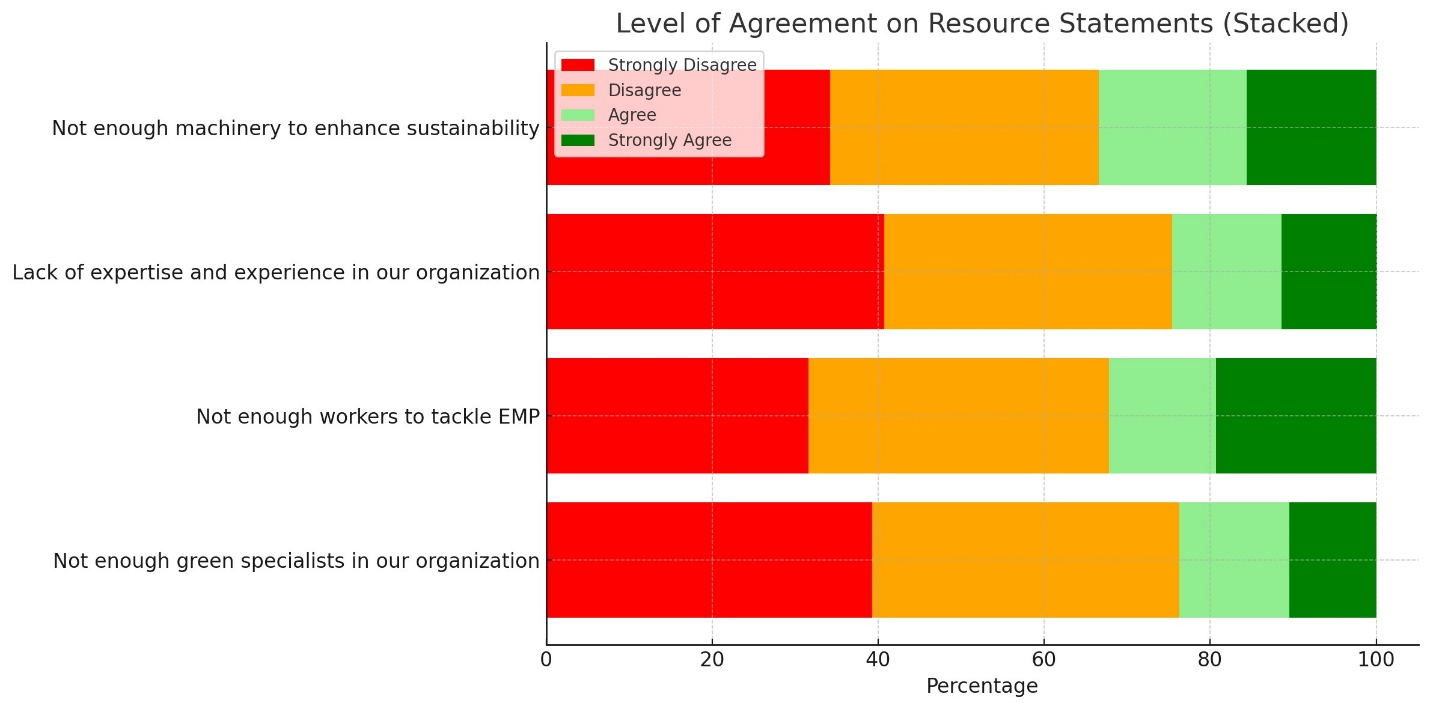 Level of Agreement on Resource Statements (Stacked)
Strongly Disagree
Disagree
Agree
Strongly Agree
Not enough machinery to enhance sustainability
Lack of expertise and experience in our organization
Not enough workers to tackle EMP
Not enough green specialists in our organization
0 20 40 60 80 100
Percentage